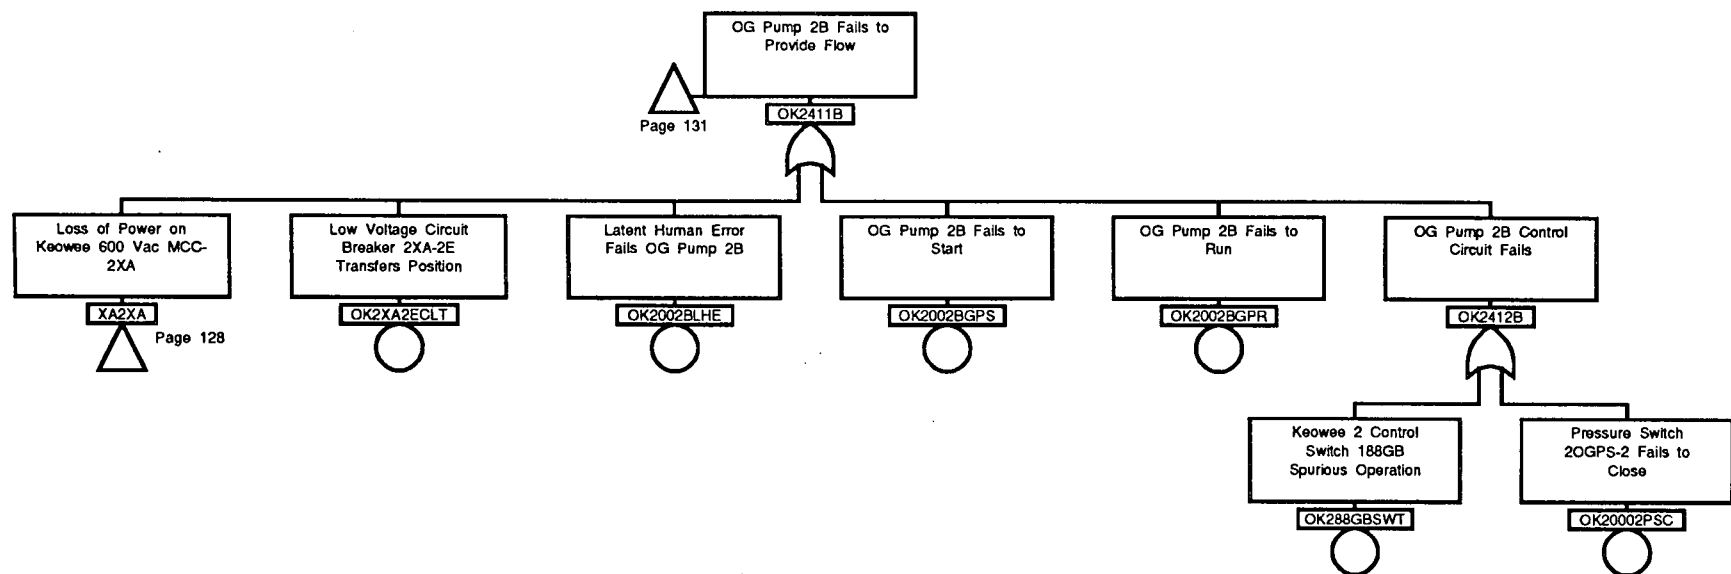 OG Pump 2B Fails to
Provide Flow
Page 131
OK2411B
Loss of Power on
Keowee 600 Vac MCC-
2XA
XA2XA
Page 128
Low Voltage Circuit
Breaker 2XA-2E
Transfers Position
OK2XA2ECLT
Latent Human Error
Fails OG Pump 2B
OK2002BLHE
OG Pump 2B Fails to
Start
OK2002BGPS
OG Pump 2B Fails to
Run
OK2002BGPR
OG Pump 2B Control
Circuit Fails
OK2412B
Keowee 2 Control
Switch 188GB
Spurious Operation
OK288GBSWT
Pressure Switch
2OGPS-2 Fails to
Close
OK20002PSC